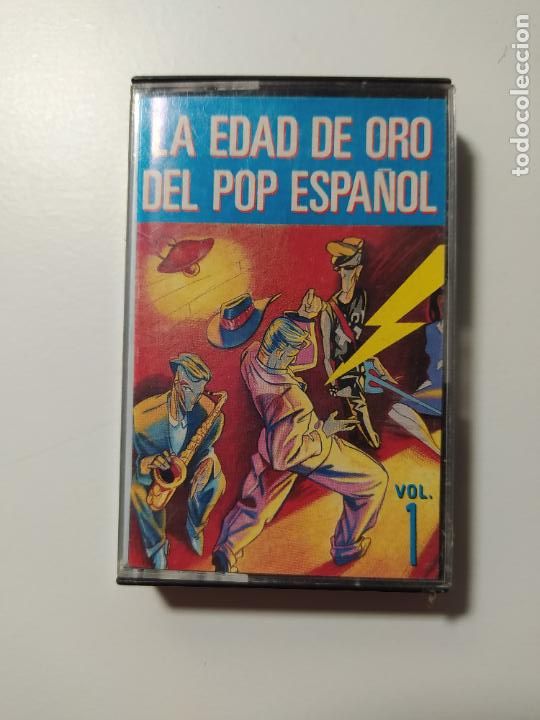 LA EDAD DE ORO
DEL POP ESPAÑOL
VOL.
1
todocoleccion